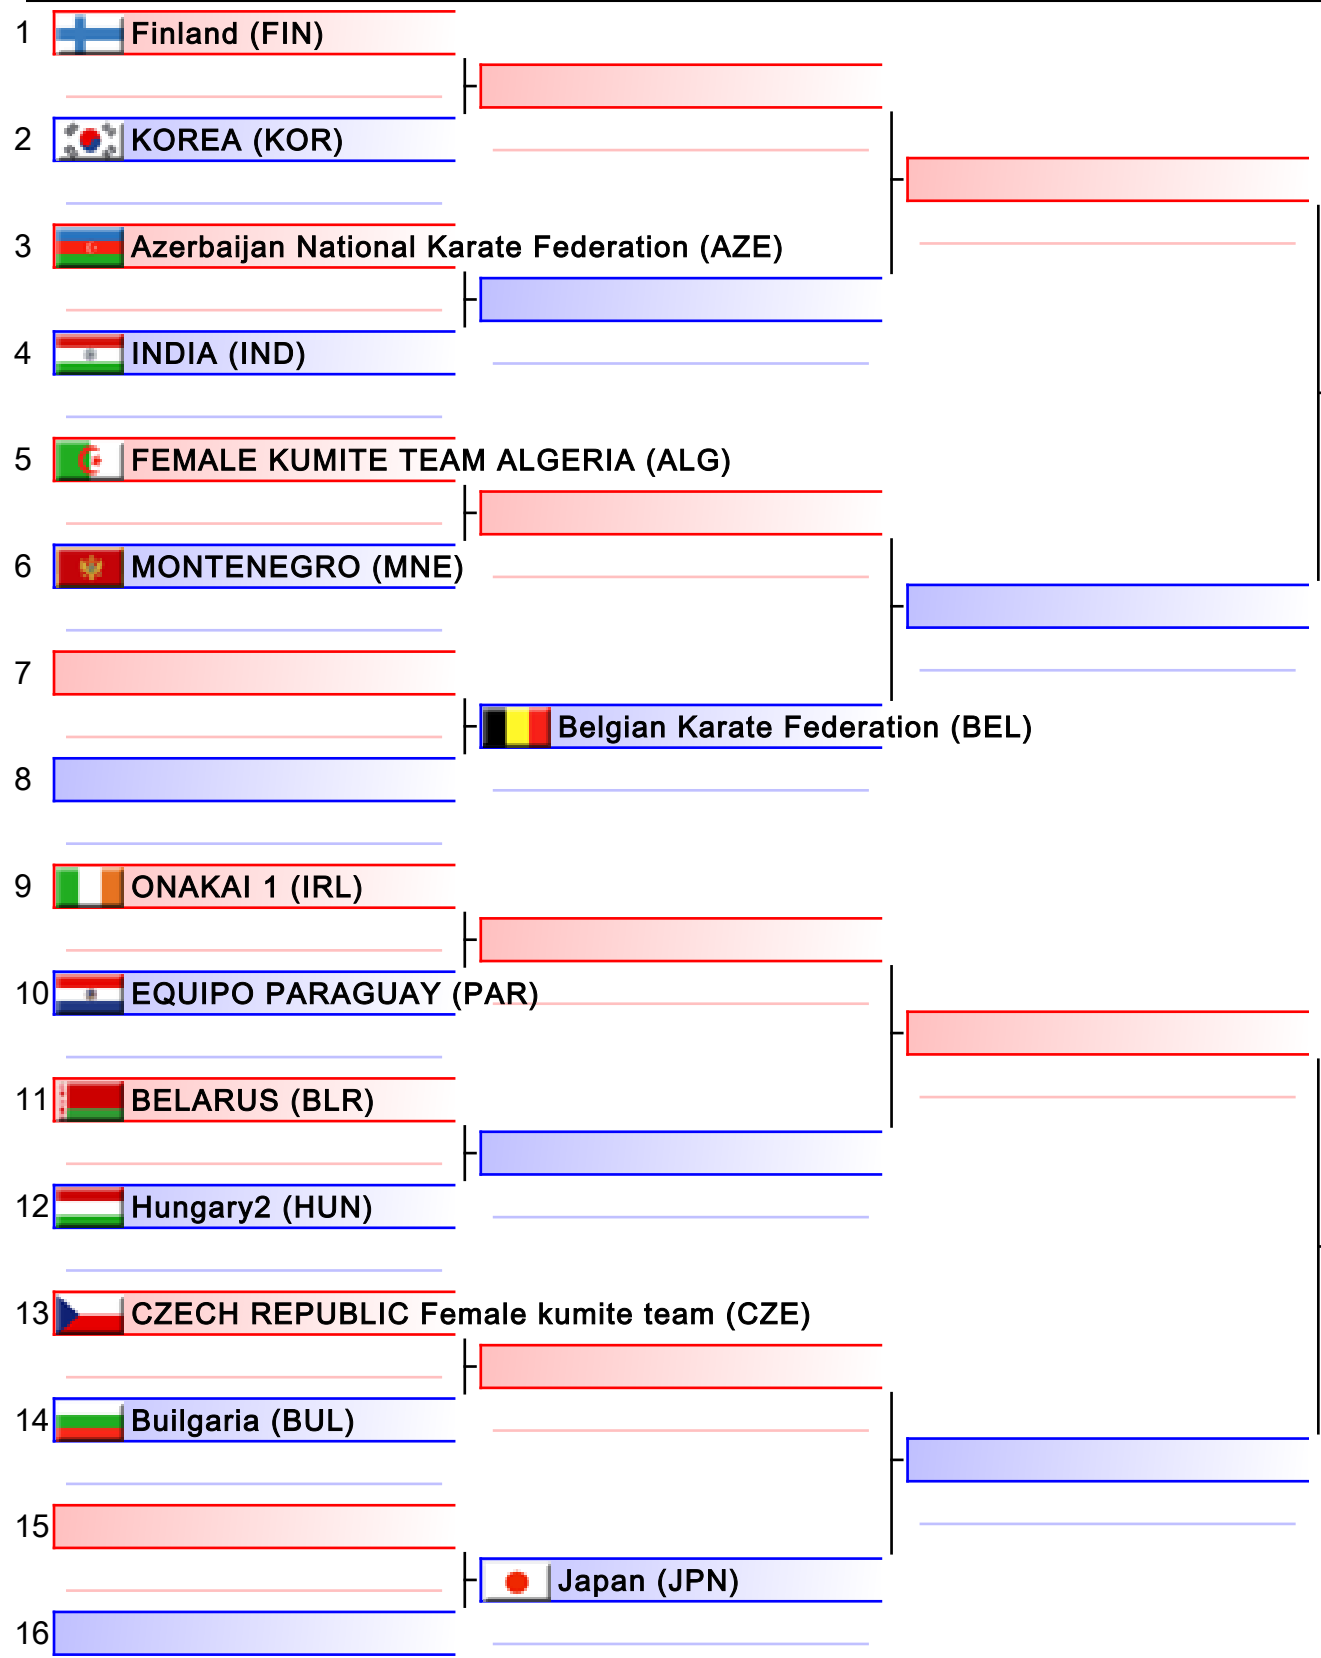 1 Finland (FIN)
2 KOREA (KOR)
3 Azerbaijan National Karate Federation (AZE)
4 INDIA (IND)
5 FEMALE KUMITE TEAM ALGERIA (ALG)
6 MONTENEGRO (MNE)
7
Belgian Karate Federation (BEL)
8
9 ONAKAI 1 (IRL)
10 EQUIPO PARAGUAY (PAR)
11 BELARUS (BLR)
12 Hungary2 (HUN)
13 CZECH REPUBLIC Female kumite team (CZE)
14 Builgaria (BUL)
15
Japan (JPN)
16